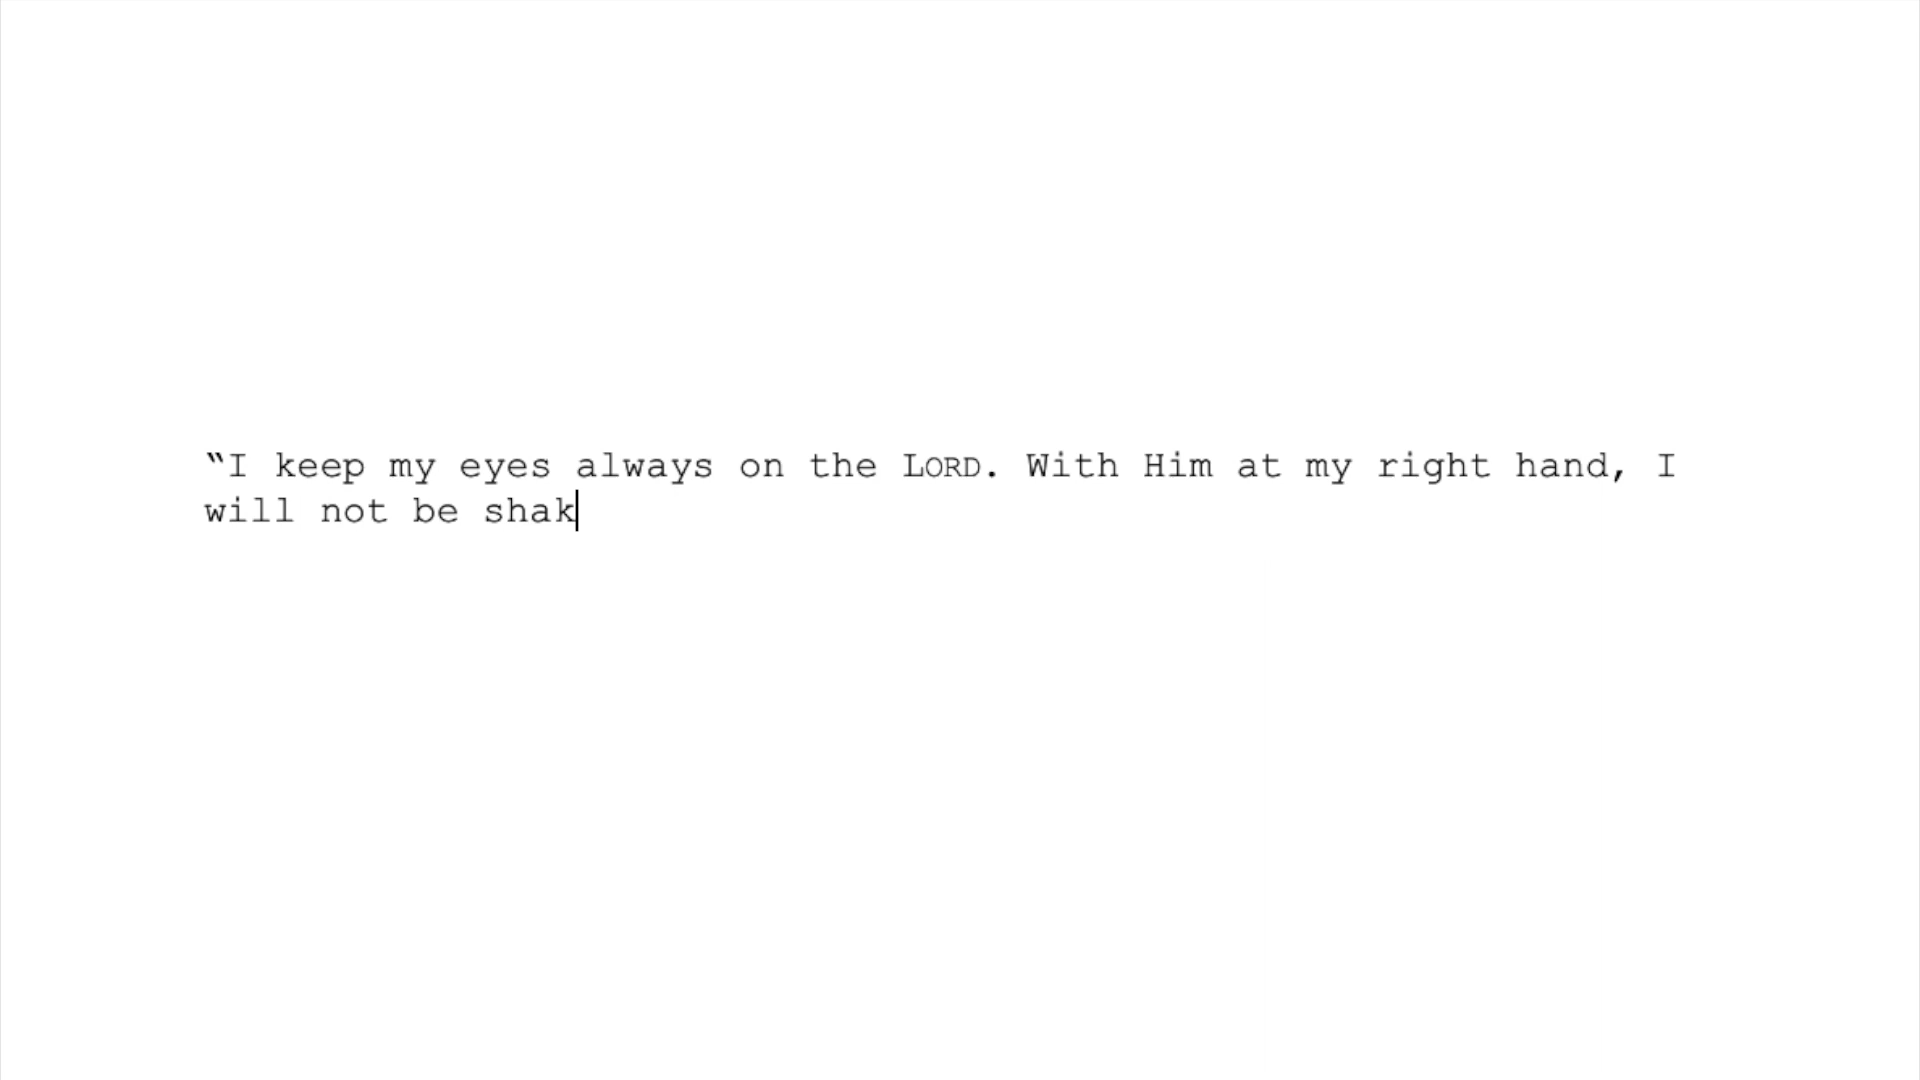 “I keep my eyes always on the LORD. With Him at my right hand, I
will not be shak